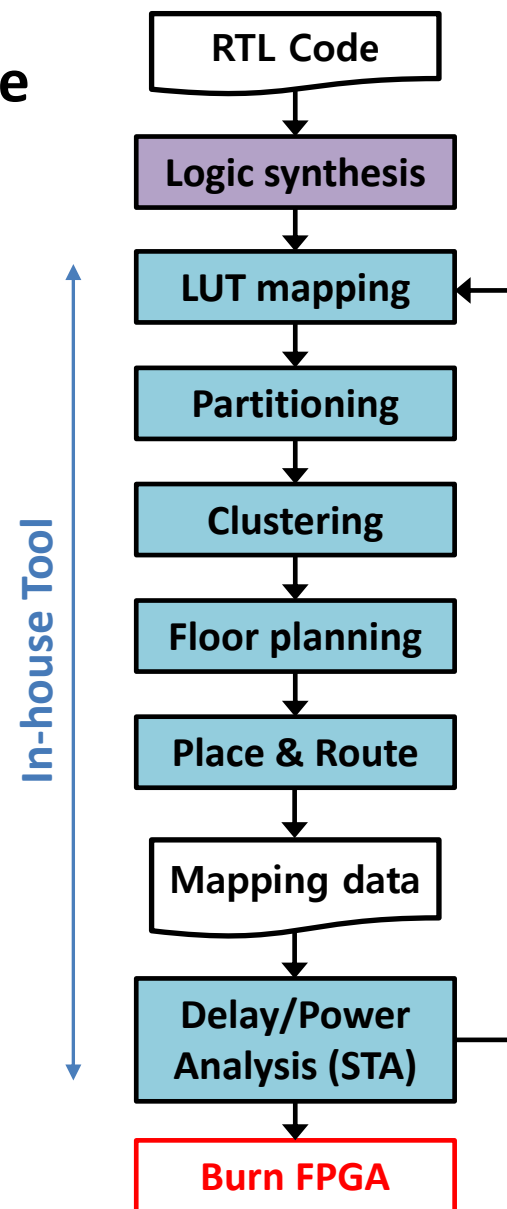 e
RTL Code
Logic synthesis
LUT mapping
Partitioning
Clustering
Floor planning
Place & Route
Mapping data
Delay/Power
Analysis (STA)
Burn FPGA
In-house Tool